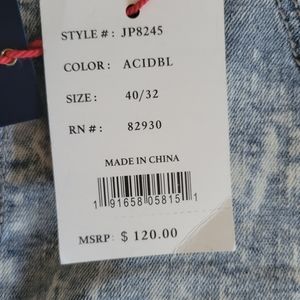 STYLE #: JP8245
COLOR: ACIDBL
SIZE: 40/32
RN #: 82930
MADE IN CHINA
1 91658 05815 1
MSRP: $ 120.00